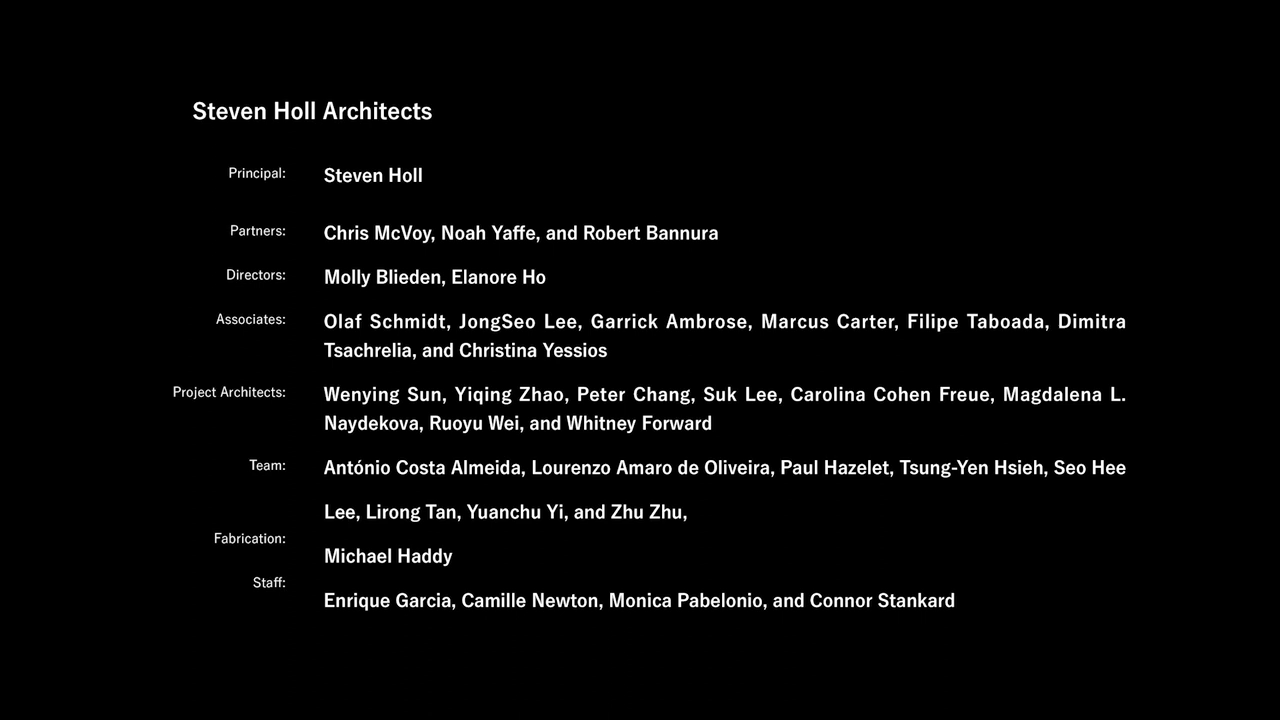 Steven Holl Architects
Principal: Steven Holl
Partners: Chris McVoy, Noah Yaffe, and Robert Bannura
Directors: Molly Blieden, Elanore Ho
Associates: Olaf Schmidt, JongSeo Lee, Garrick Ambrose, Marcus Carter, Filipe Taboada, Dimitra
Tsachrelia, and Christina Yessios
Project Architects: Wenying Sun, Yiqing Zhao, Peter Chang, Suk Lee, Carolina Cohen Freue, Magdalena L.
Naydekova, Ruoyu Wei, and Whitney Forward
Team: António Costa Almeida, Lourenzo Amaro de Oliveira, Paul Hazelet, Tsung-Yen Hsieh, Seo Hee
Lee, Lirong Tan, Yuanchu Yi, and Zhu Zhu,
Fabrication: Michael Haddy
Staff: Enrique Garcia, Camille Newton, Monica Pabelonio, and Connor Stankard